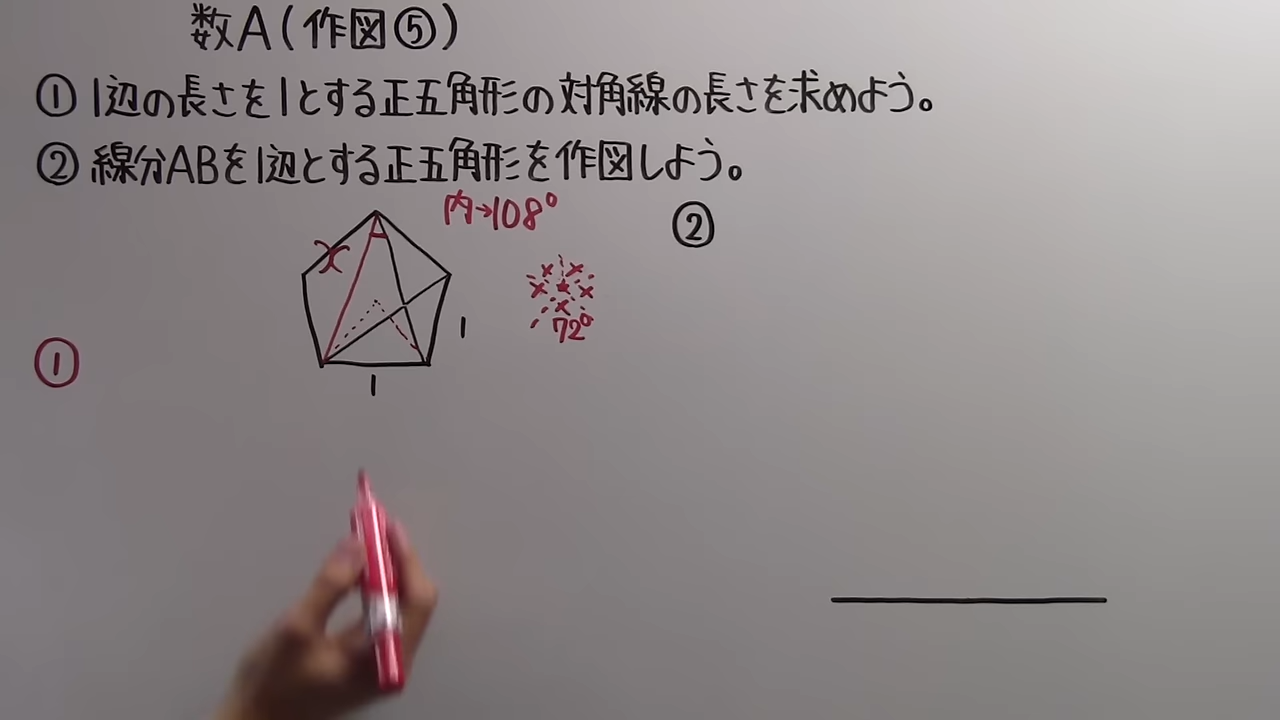 数A(作図⑤)
① 1辺の長さを1とする正五角形の対角線の長さを求めよう。
② 線分ABを1辺とする正五角形を作図しよう。
内→108°
②
x
72°
1
①
1